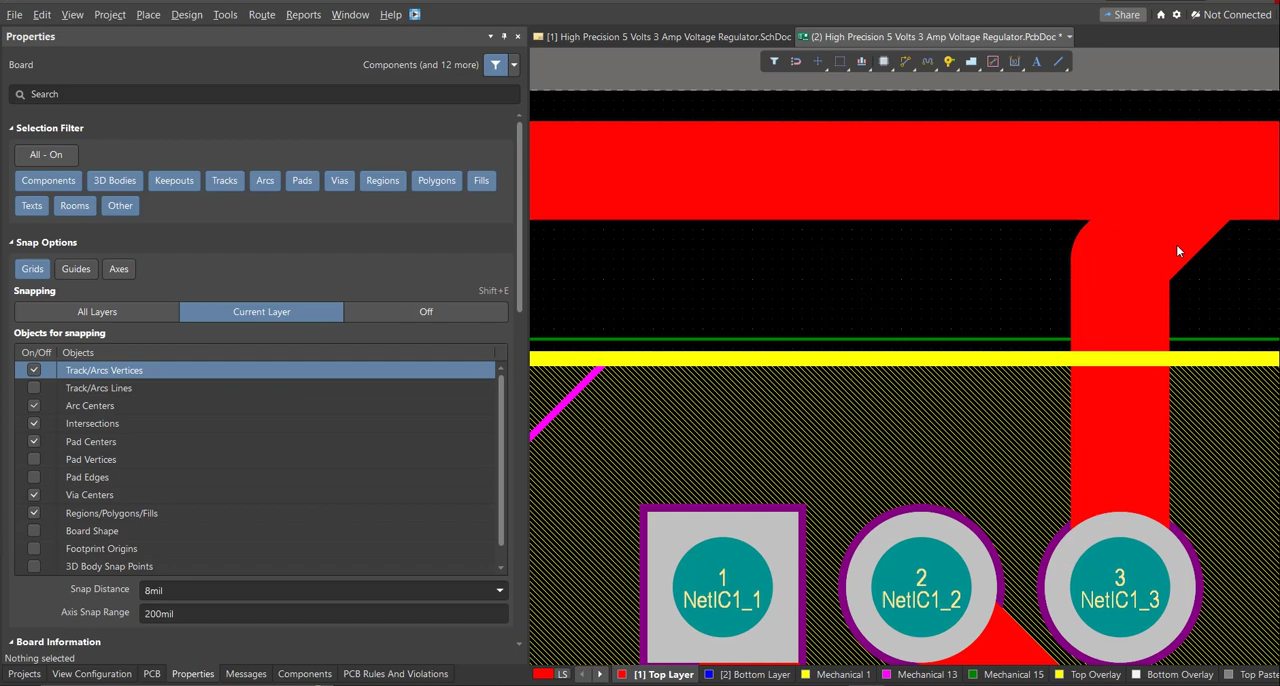 File Edit View Project Place Design Tools Route Reports Window Help Share Not Connected
Properties
[1] High Precision 5 Volts 3 Amp Voltage Regulator.SchDoc (2) High Precision 5 Volts 3 Amp Voltage Regulator.PcbDoc *
Board Components (and 12 more)
Search
Selection Filter
All - On
Components 3D Bodies Keepouts Tracks Arcs Pads Vias Regions Polygons Fills
Texts Rooms Other
Snap Options
Grids Guides Axes
Snapping Shift+E
All Layers Current Layer Off
Objects for snapping
On/Off Objects
Track/Arcs Vertices
Track/Arcs Lines
Arc Centers
Intersections
Pad Centers
Pad Vertices
Pad Edges
Via Centers
Regions/Polygons/Fills
Board Shape
Footprint Origins
3D Body Snap Points
Snap Distance 8mil
Axis Snap Range 200mil
Board Information
Nothing selected
1 2 3
NetIC1_1 NetIC1_2 NetIC1_3
Projects View Configuration PCB Properties Messages Components PCB Rules And Violations
LS [1] Top Layer [2] Bottom Layer Mechanical 1 Mechanical 13 Mechanical 15 Top Overlay Bottom Overlay Top Paste